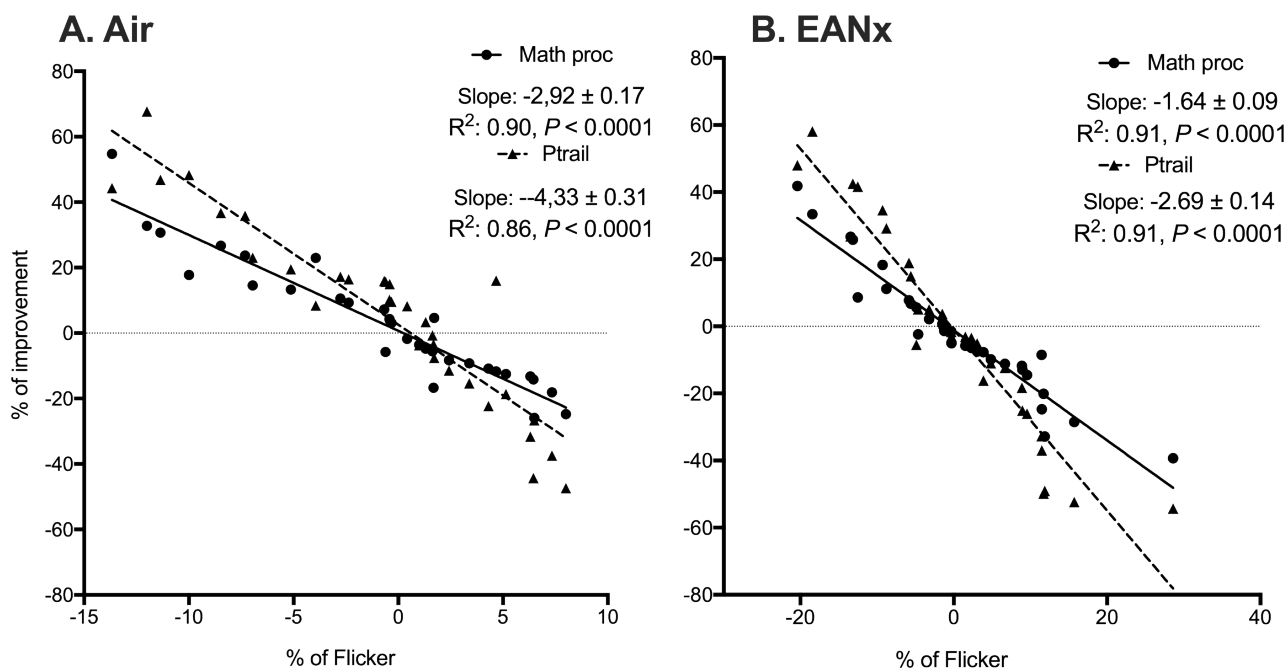 A. Air
Math proc
Slope: -2,92 ± 0.17
R²: 0.90, P < 0.0001
Ptrail
Slope: --4,33 ± 0.31
R²: 0.86, P < 0.0001
80
60
40
20
0
-20
-40
-60
-80
-15
-10
-5
0
5
10
% of improvement
% of Flicker
B. EANx
Math proc
Slope: -1.64 ± 0.09
R²: 0.91, P < 0.0001
Ptrail
Slope: -2.69 ± 0.14
R²: 0.91, P < 0.0001
80
60
40
20
0
-20
-40
-60
-80
-20
0
20
40
% of Flicker